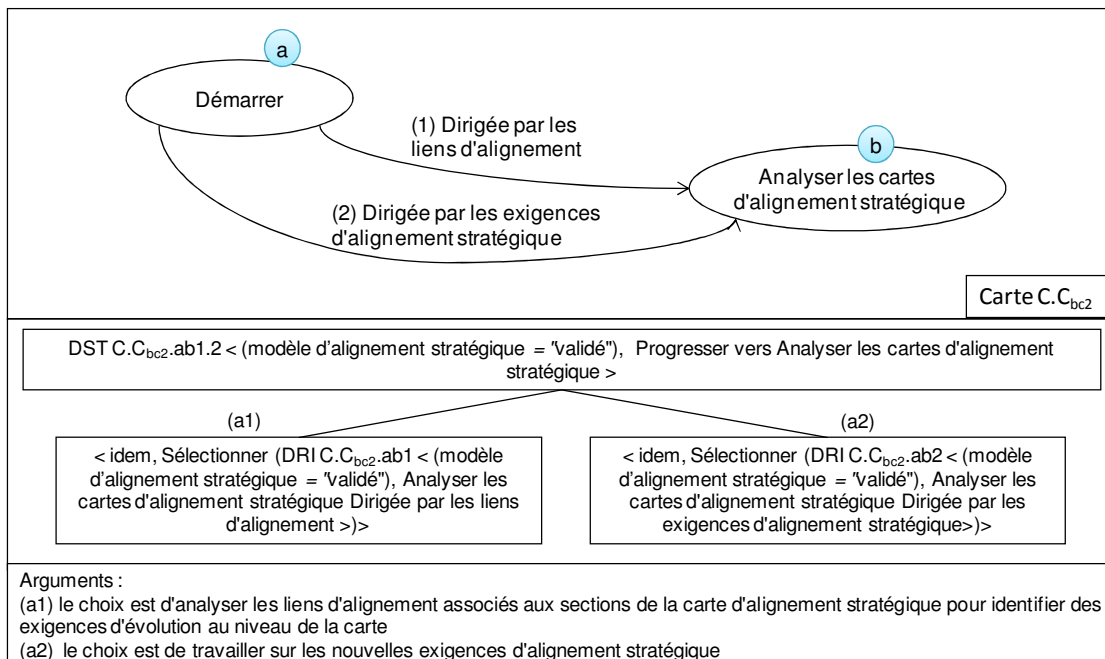 a
Démarrer
(1) Dirigée par les
liens d'alignement
b
Analyser les cartes
d'alignement stratégique
(2) Dirigée par les exigences
d'alignement stratégique
Carte C.Cbc2
DST C.Cbc2.ab1.2 < (modèle d'alignement stratégique = "validé"), Progresser vers Analyser les cartes d'alignement
stratégique >
(a1)
(a2)
< idem, Sélectionner (DRI C.Cbc2.ab1 < (modèle
d'alignement stratégique = "validé"), Analyser les
cartes d'alignement stratégique Dirigée par les liens
d'alignement >)>
< idem, Sélectionner (DRI C.Cbc2.ab2 < (modèle
d'alignement stratégique = "validé"), Analyser les
cartes d'alignement stratégique Dirigée par les
exigences d'alignement stratégique>)>
Arguments :
(a1) le choix est d'analyser les liens d'alignement associés aux sections de la carte d'alignement stratégique pour identifier des
exigences d'évolution au niveau de la carte
(a2) le choix est de travailler sur les nouvelles exigences d'alignement stratégique